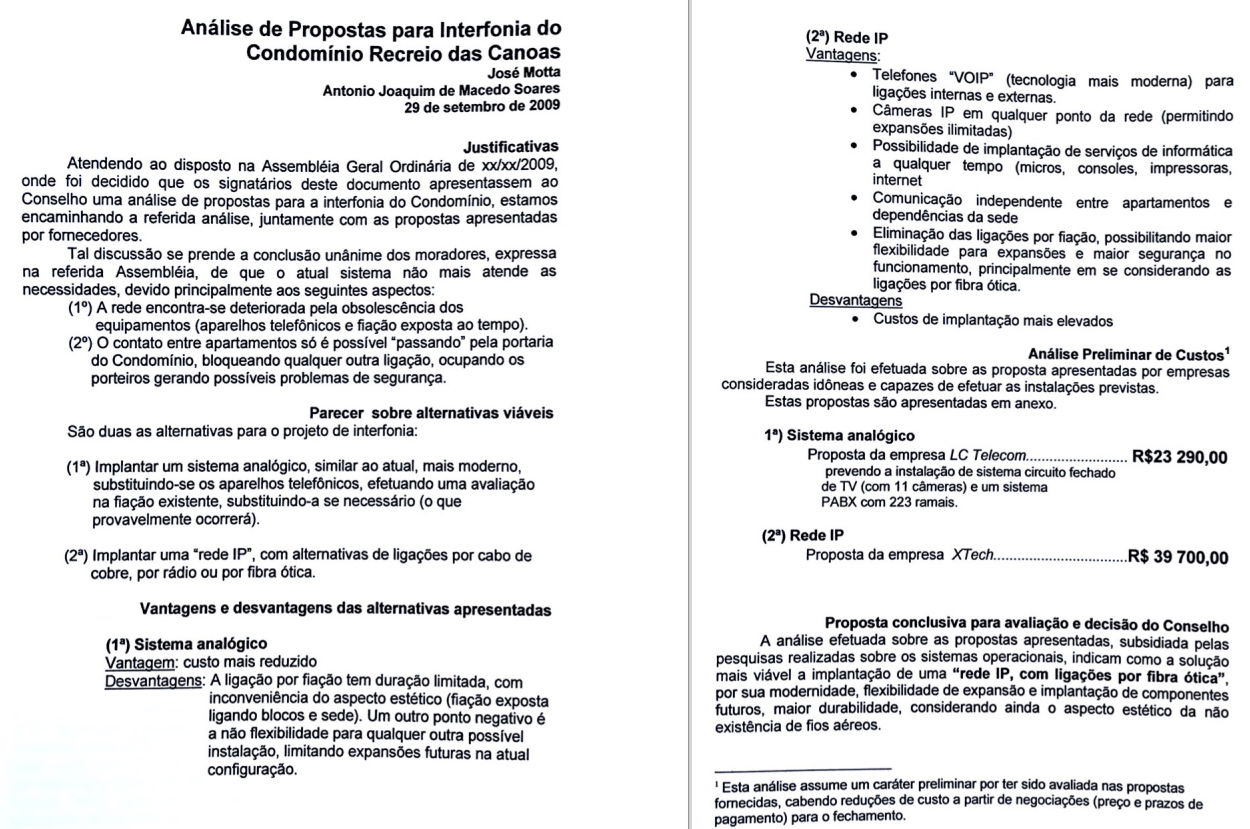 Análise de Propostas para Interfonia do
Condomínio Recreio das Canoas
José Motta
Antonio Joaquim de Macedo Soares
29 de setembro de 2009
Justificativas
Atendendo ao disposto na Assembléia Geral Ordinária de xx/xx/2009,
onde foi decidido que os signatários deste documento apresentassem ao
Conselho uma análise de propostas para a interfonia do Condomínio, estamos
encaminhando a referida análise, juntamente com as propostas apresentadas
por fornecedores.
Tal discussão se prende a conclusão unânime dos moradores, expressa
na referida Assembléia, de que o atual sistema não mais atende as
necessidades, devido principalmente aos seguintes aspectos:
(1º) A rede encontra-se deteriorada pela obsolescência dos
equipamentos (aparelhos telefônicos e fiação exposta ao tempo).
(2º) O contato entre apartamentos só é possível “passando” pela portaria
do Condomínio, bloqueando qualquer outra ligação, ocupando os
porteiros gerando possíveis problemas de segurança.
Parecer sobre alternativas viáveis
São duas as alternativas para o projeto de interfonia:
(1ª) Implantar um sistema analógico, similar ao atual, mais moderno,
substituindo-se os aparelhos telefônicos, efetuando uma avaliação
na fiação existente, substituindo-a se necessário (o que
provavelmente ocorrerá).
(2ª) Implantar uma “rede IP”, com alternativas de ligações por cabo de
cobre, por rádio ou por fibra ótica.
Vantagens e desvantagens das alternativas apresentadas
(1ª) Sistema analógico
Vantagem: custo mais reduzido
Desvantagens: A ligação por fiação tem duração limitada, com
inconveniência do aspecto estético (fiação exposta
ligando blocos e sede). Um outro ponto negativo é
a não flexibilidade para qualquer outra possível
instalação, limitando expansões futuras na atual
configuração.
(2ª) Rede IP
Vantagens:
• Telefones “VOIP” (tecnologia mais moderna) para
ligações internas e externas.
• Câmeras IP em qualquer ponto da rede (permitindo
expansões ilimitadas)
• Possibilidade de implantação de serviços de informática
a qualquer tempo (micros, consoles, impressoras,
internet
• Comunicação independente entre apartamentos e
dependências da sede
• Eliminação das ligações por fiação, possibilitando maior
flexibilidade para expansões e maior segurança no
funcionamento, principalmente em se considerando as
ligações por fibra ótica.
Desvantagens
• Custos de implantação mais elevados
Análise Preliminar de Custos¹
Esta análise foi efetuada sobre as proposta apresentadas por empresas
consideradas idôneas e capazes de efetuar as instalações previstas.
Estas propostas são apresentadas em anexo.
1ª) Sistema analógico
Proposta da empresa LC Telecom......................... R$23 290,00
prevendo a instalação de sistema circuito fechado
de TV (com 11 câmeras) e um sistema
PABX com 223 ramais.
(2ª) Rede IP
Proposta da empresa XTech.................................R$ 39 700,00
Proposta conclusiva para avaliação e decisão do Conselho
A análise efetuada sobre as propostas apresentadas, subsidiada pelas
pesquisas realizadas sobre os sistemas operacionais, indicam como a solução
mais viável a implantação de uma “rede IP, com ligações por fibra ótica”,
por sua modernidade, flexibilidade de expansão e implantação de componentes
futuros, maior durabilidade, considerando ainda o aspecto estético da não
existência de fios aéreos.
¹ Esta análise assume um caráter preliminar por ter sido avaliada nas propostas
fornecidas, cabendo reduções de custo a partir de negociações (preço e prazos de
pagamento) para o fechamento.